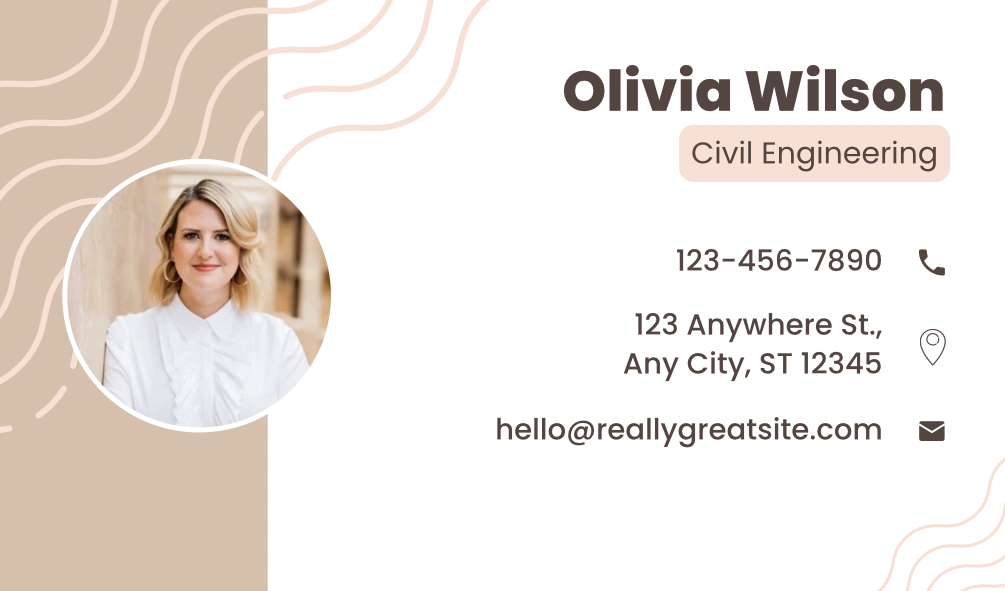 Olivia Wilson
Civil Engineering
123-456-7890
123 Anywhere St.,
Any City, ST 12345
hello@reallygreatsite.com